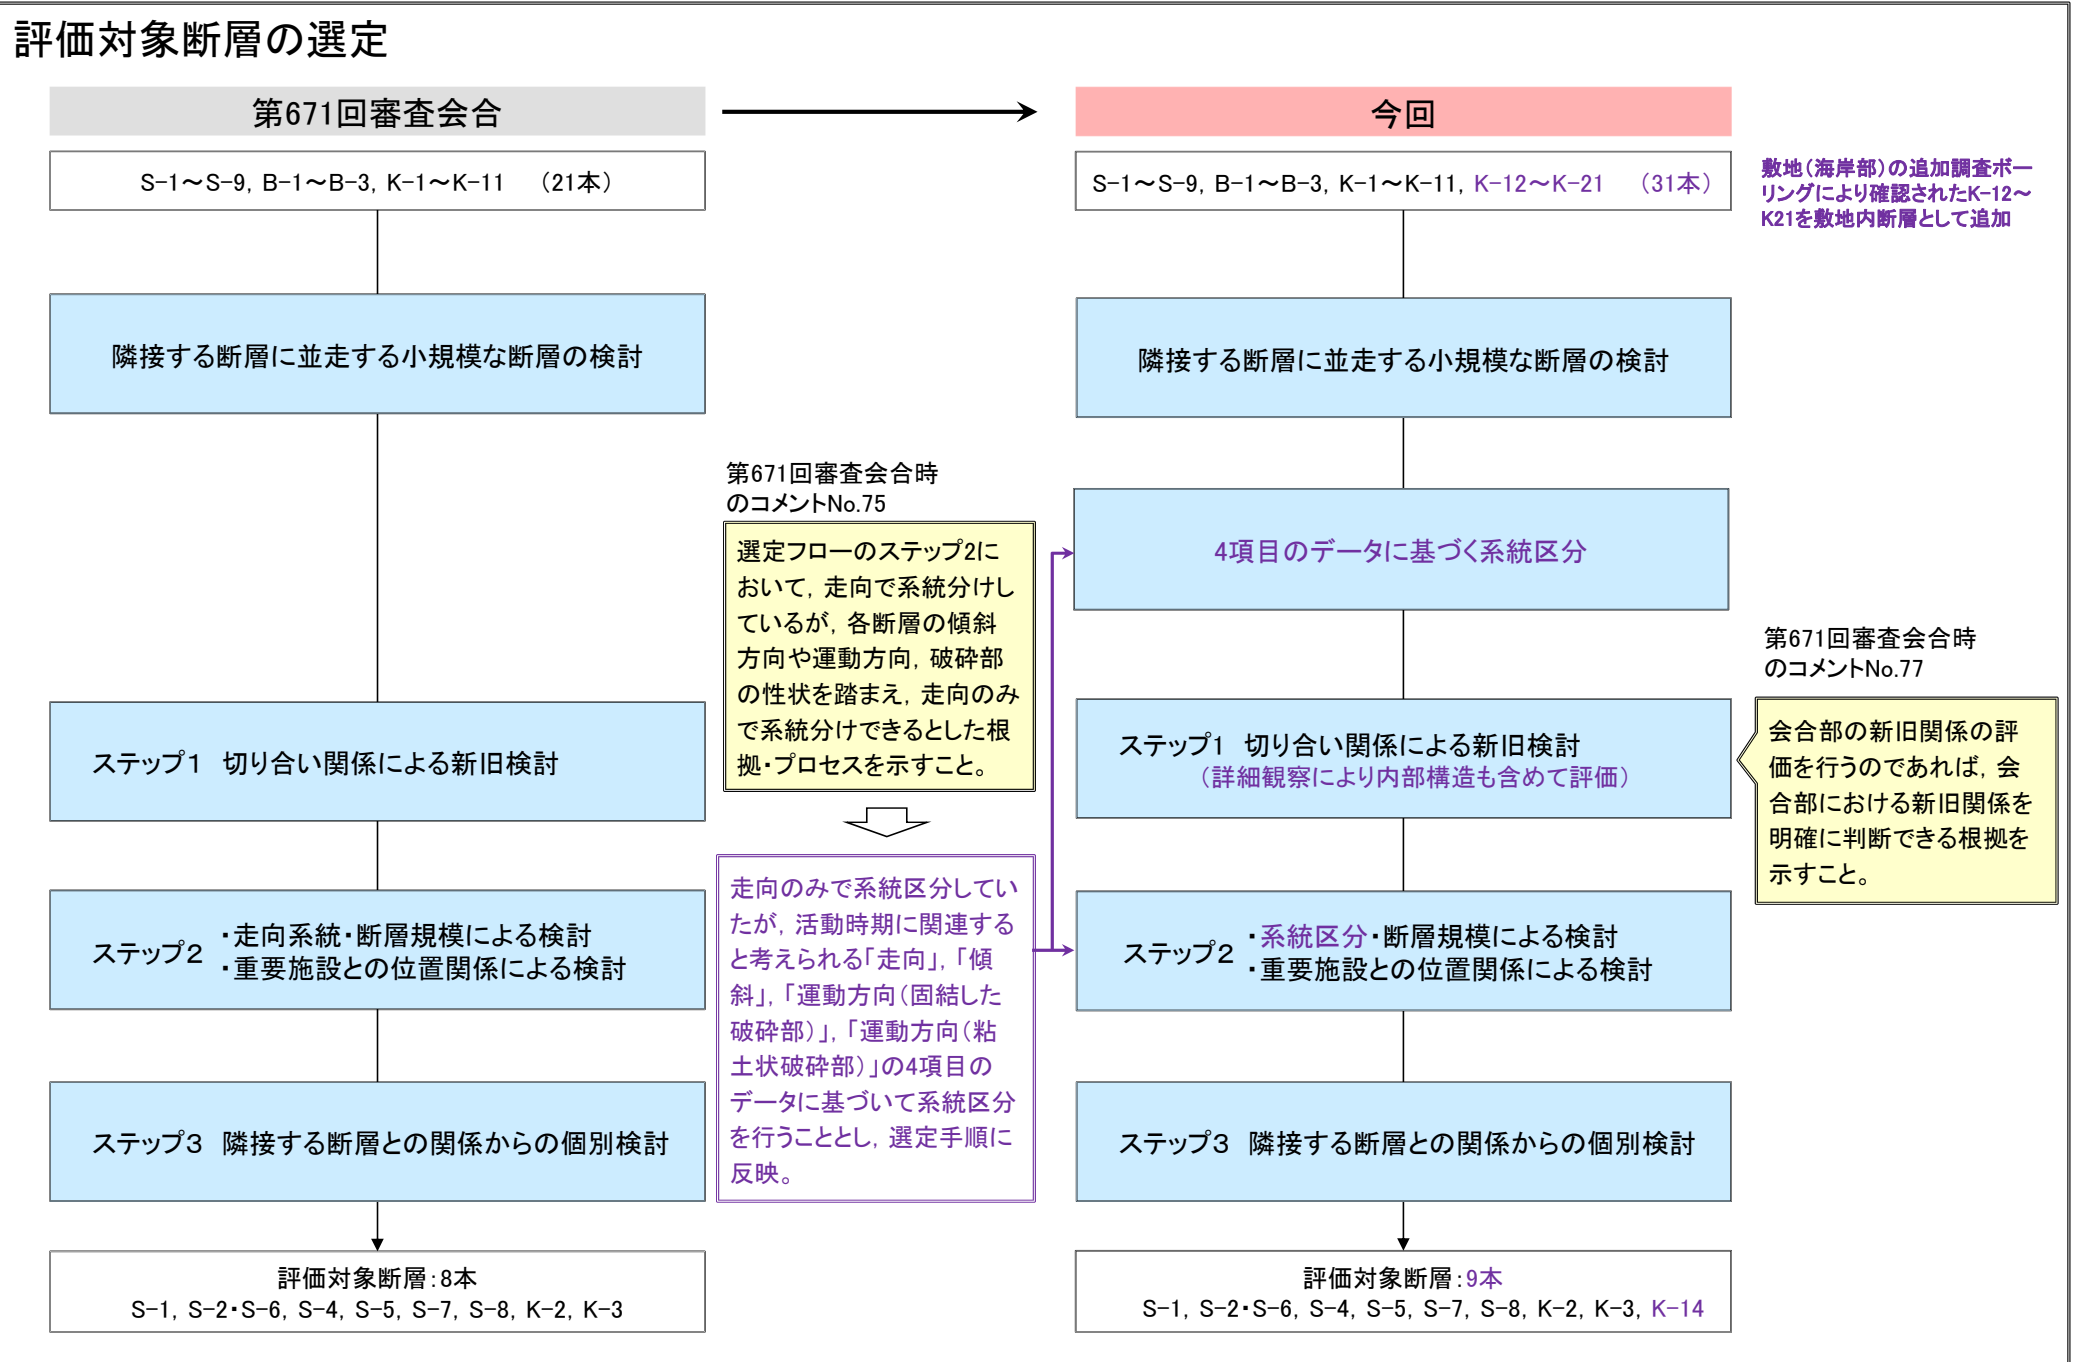 評価対象断層の選定
第671回審査会合
今回
S-1～S-9, B-1～B-3, K-1～K-11　（21本）
S-1～S-9, B-1～B-3, K-1～K-11, K-12～K-21　（31本）
敷地（海岸部）の追加調査ボー
リングにより確認されたK-12～
K21を敷地内断層として追加
隣接する断層に並走する小規模な断層の検討
隣接する断層に並走する小規模な断層の検討
第671回審査会合時
のコメントNo.75
選定フローのステップ2に
おいて，走向で系統分けし
ているが，各断層の傾斜
方向や運動方向，破砕部
の性状を踏まえ，走向のみ
で系統分けできるとした根
拠・プロセスを示すこと。
4項目のデータに基づく系統区分
第671回審査会合時
のコメントNo.77
会合部の新旧関係の評
価を行うのであれば，会
合部における新旧関係を
明確に判断できる根拠を
示すこと。
ステップ1　切り合い関係による新旧検討
ステップ1　切り合い関係による新旧検討
（詳細観察により内部構造も含めて評価）
走向のみで系統区分してい
たが，活動時期に関連する
と考えられる「走向」，「傾
斜」，「運動方向（固結した
破砕部）」，「運動方向（粘
土状破砕部）」の4項目の
データに基づいて系統区分
を行うこととし，選定手順に
反映。
ステップ2
・走向系統・断層規模による検討
・重要施設との位置関係による検討
ステップ2
・系統区分・断層規模による検討
・重要施設との位置関係による検討
ステップ3　隣接する断層との関係からの個別検討
ステップ3　隣接する断層との関係からの個別検討
評価対象断層：8本
S-1, S-2・S-6, S-4, S-5, S-7, S-8, K-2, K-3
評価対象断層：9本
S-1, S-2・S-6, S-4, S-5, S-7, S-8, K-2, K-3, K-14